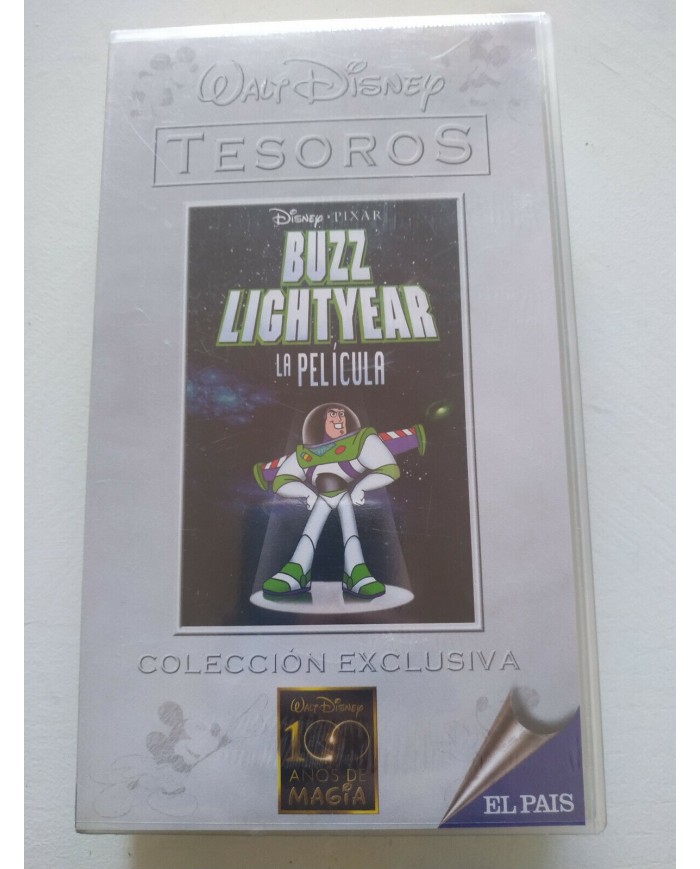 WALT DISNEY
TESOROS
DISNEY · PIXAR
BUZZ
LIGHTYEAR
LA PELÍCULA
COLECCIÓN EXCLUSIVA
WALT DISNEY
100
AÑOS DE
MAGIA
EL PAIS